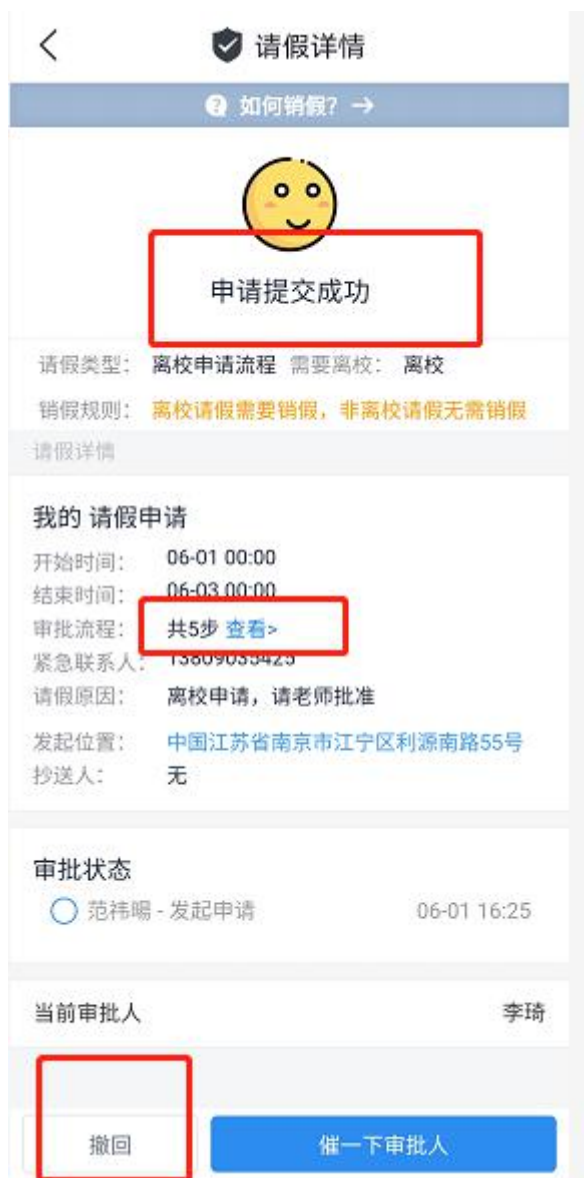 请假详情
如何销假？→
申请提交成功
请假类型： 离校申请流程 需要离校： 离校
销假规则： 离校请假需要销假，非离校请假无需销假
请假详情
我的 请假申请
开始时间： 06-01 00:00
结束时间： 06-03 00:00
审批流程： 共5步 查看>
紧急联系人： 13809035425
请假原因： 离校申请，请老师批准
发起位置： 中国江苏省南京市江宁区利源南路55号
抄送人： 无
审批状态
范祎暘 - 发起申请 06-01 16:25
当前审批人 李琦
撤回 催一下审批人